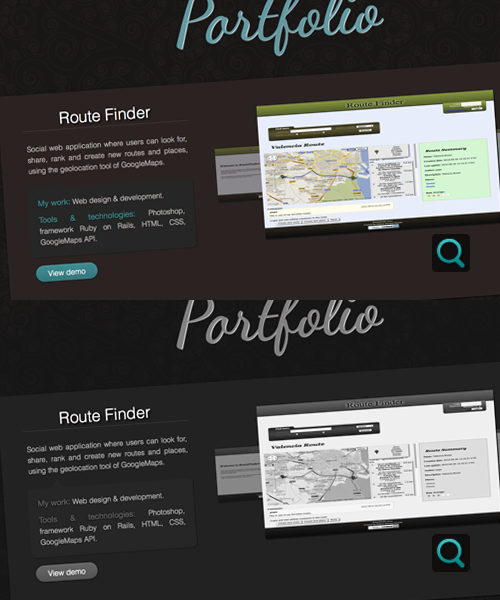 Portfolio
Route Finder
Social web application where users can look for,
share, rank and create new routes and places,
using the geolocation tool of GoogleMaps.
My work: Web design & development.
Tools & technologies: Photoshop,
framework Ruby on Rails, HTML, CSS,
GoogleMaps API.
View demo
Route Finder
Valencia Route
Route Summary
Portfolio
Route Finder
Social web application where users can look for,
share, rank and create new routes and places,
using the geolocation tool of GoogleMaps.
My work: Web design & development.
Tools & technologies: Photoshop,
framework Ruby on Rails, HTML, CSS,
GoogleMaps API.
View demo
Route Finder
Valencia Route
Route Summary